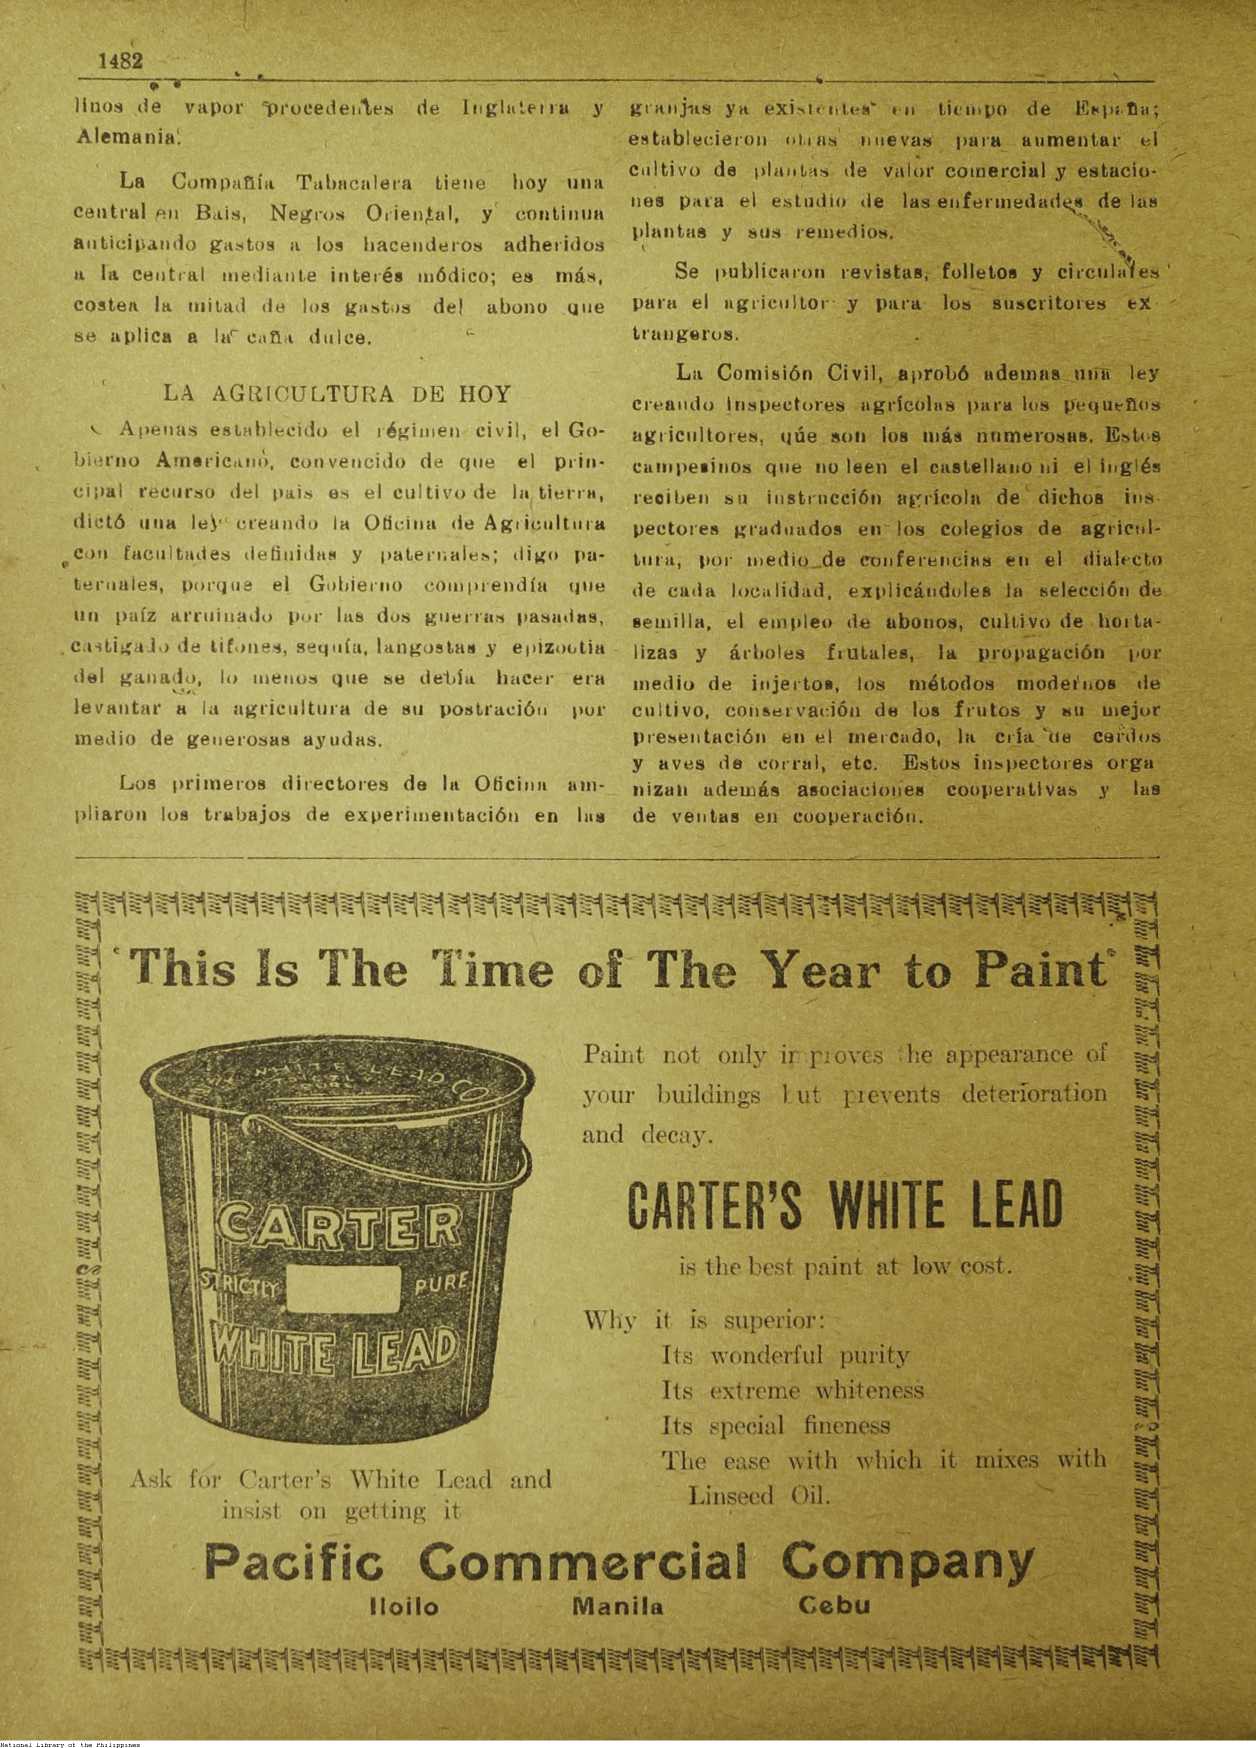 1482
linos de vapor procedentes de Inglaterra y
Alemania.
La Compañía Tabacalera tiene hoy una
central en Bais, Negros Oriental, y continua
anticipando gastos a los hacenderos adheridos
a la central mediante interés módico; es más,
costea la mitad de los gastos del abono que
se aplica a la caña dulce.
LA AGRICULTURA DE HOY
Apenas establecido el régimen civil, el Go-
bierno Americano, convencido de que el prin-
cipal recurso del pais es el cultivo de la tierra,
dictó una ley creando la Oficina de Agricultura
con facultades definidas y paternales; digo pa-
ternales, porque el Gobierno comprendía que
un paíz arruinado por las dos guerras pasadas,
castigado de tifones, sequía, langostas y epizootia
del ganado, lo menos que se debía hacer era
levantar a la agricultura de su postración por
medio de generosas ayudas.
Los primeros directores de la Oficina am-
pliaron los trabajos de experimentación en las
granjas ya existentes en tiempo de España;
establecieron otras nuevas para aumentar el
cultivo de plantas de valor comercial y estacio-
nes para el estudio de las enfermedades de las
plantas y sus remedios.
Se publicaron revistas, folletos y circulares
para el agricultor y para los suscritores ex
trangeros.
La Comisión Civil, aprobó ademas una ley
creando Inspectores agrícolas para los pequeños
agricultores, qúe son los más numerosas. Estos
campesinos que no leen el castellano ni el inglés
reciben su instrucción agrícola de dichos ins-
pectores graduados en los colegios de agricul-
tura, por medio de conferencias en el dialecto
de cada localidad, explicándoles la selección de
semilla, el empleo de abonos, cultivo de horta-
lizas y árboles frutales, la propagación por
medio de injertos, los métodos modernos de
cultivo, conservación de los frutos y su mejor
presentación en el mercado, la cría de cerdos
y aves de corral, etc. Estos inspectores orga
nizan además asociaciones cooperativas y las
de ventas en cooperación.
This Is The Time of The Year to Paint
THE WHITE LEAD CO
Paint not only improves the appearance of
your buildings but prevents deterioration
and decay.
CARTER
STRICTLY PURE
WHITE LEAD
CARTER'S WHITE LEAD
is the best paint at low cost.
Why it is superior:
Its wonderful purity
Its extreme whiteness
Its special fineness
The ease with which it mixes with
Linseed Oil.
Ask for Carter's White Lead and
insist on getting it
Pacific Commercial Company
Iloilo Manila Cebu
National Library of the Philippines